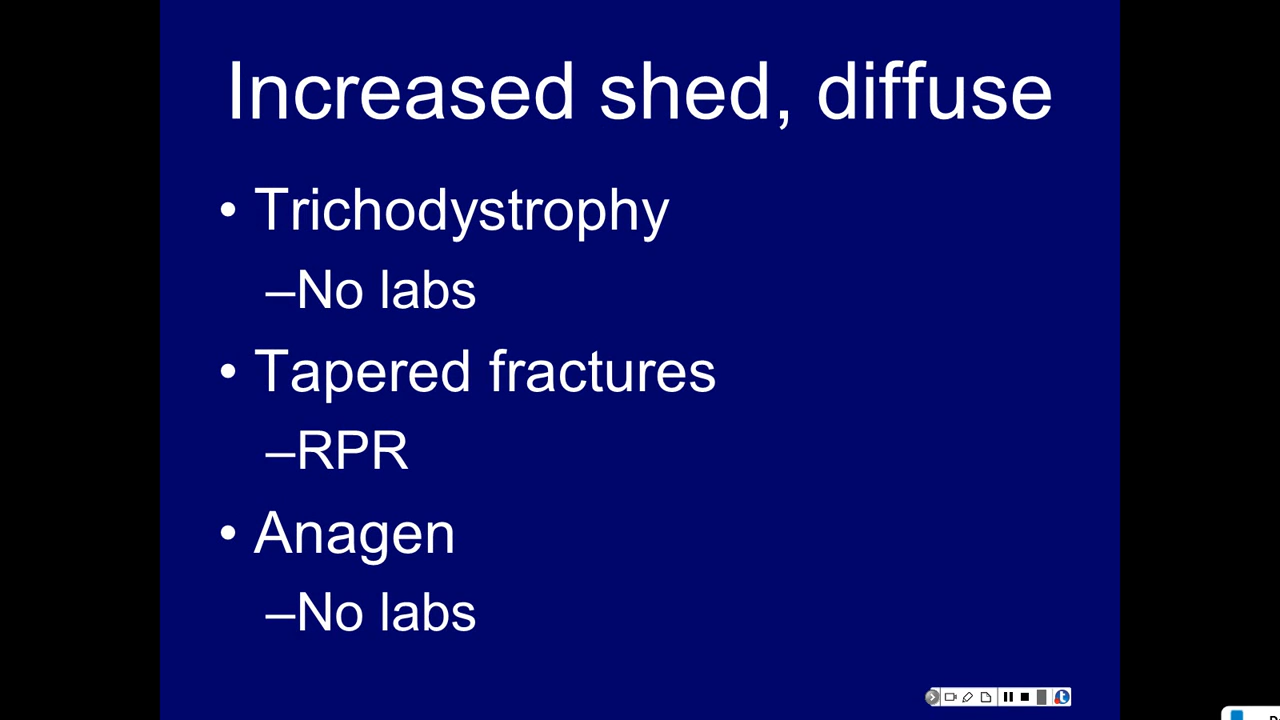 Increased shed, diffuse
• Trichodystrophy
–No labs
• Tapered fractures
–RPR
• Anagen
–No labs